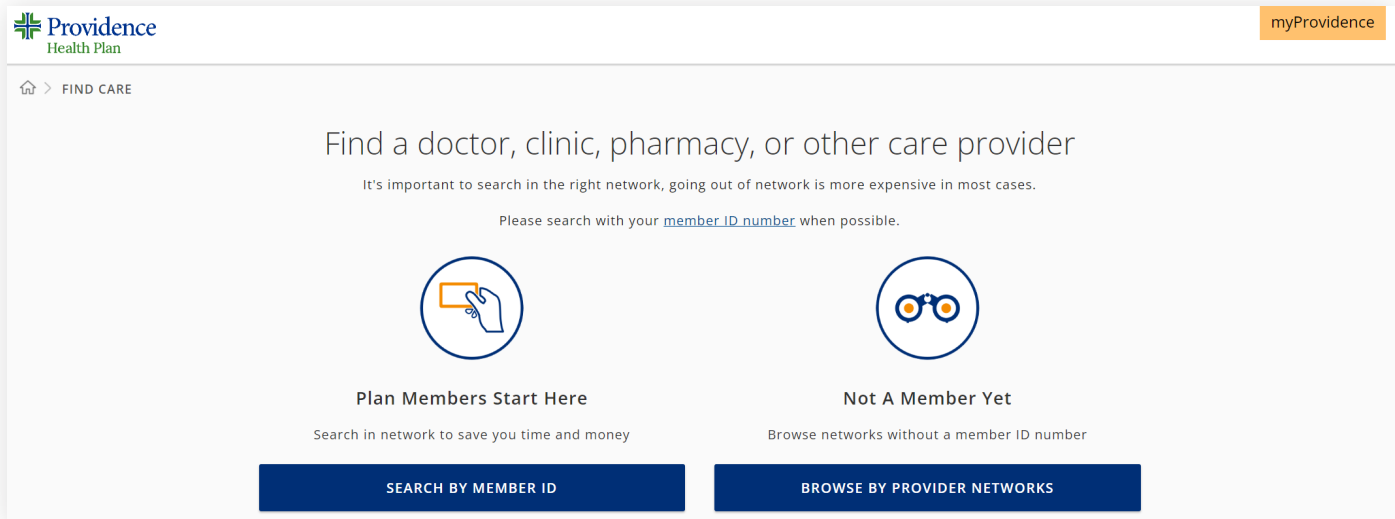 Providence
Health Plan
myProvidence
FIND CARE
Find a doctor, clinic, pharmacy, or other care provider
It's important to search in the right network, going out of network is more expensive in most cases.
Please search with your member ID number when possible.
Plan Members Start Here
Search in network to save you time and money
SEARCH BY MEMBER ID
Not A Member Yet
Browse networks without a member ID number
BROWSE BY PROVIDER NETWORKS